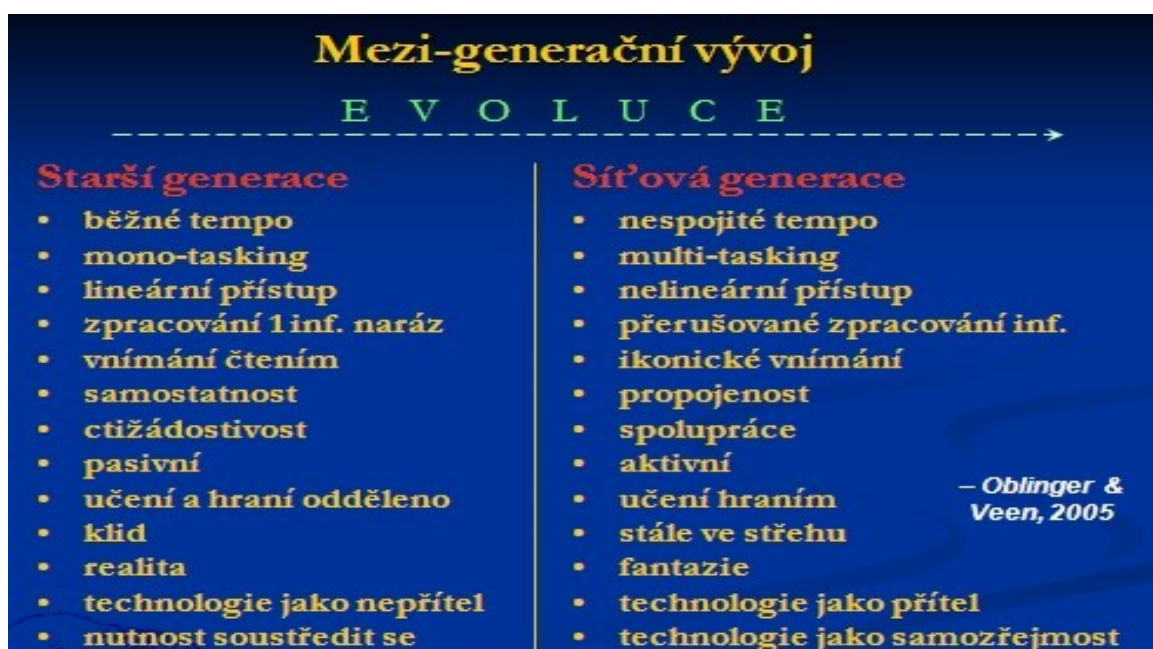 Mezi-generační vývoj
E V O L U C E
Starší generace
• běžné tempo
• mono-tasking
• lineární přístup
• zpracování 1 inf. naráz
• vnímání čtením
• samostatnost
• ctižádostivost
• pasivní
• učení a hraní odděleno
• klid
• realita
• technologie jako nepřítel
• nutnost soustředit se
Síťová generace
• nespojité tempo
• multi-tasking
• nelineární přístup
• přerušované zpracování inf.
• ikonické vnímání
• propojenost
• spolupráce
• aktivní
• učení hraním
• stále ve střehu
• fantazie
• technologie jako přítel
• technologie jako samozřejmost
– Oblinger &
Veen, 2005